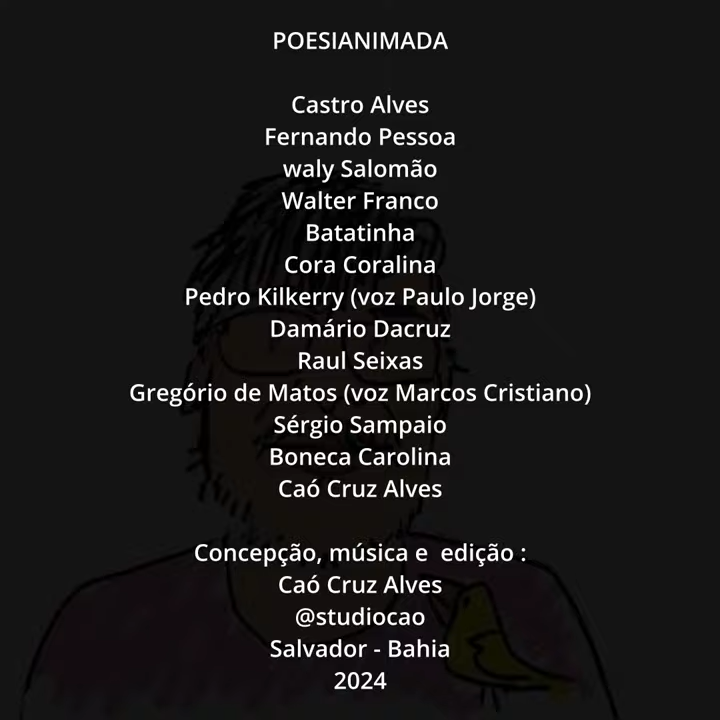 POESIANIMADA
Castro Alves
Fernando Pessoa
waly Salomão
Walter Franco
Batatinha
Cora Coralina
Pedro Kilkerry (voz Paulo Jorge)
Damário Dacruz
Raul Seixas
Gregório de Matos (voz Marcos Cristiano)
Sérgio Sampaio
Boneca Carolina
Caó Cruz Alves
Concepção, música e  edição :
Caó Cruz Alves
@studiocao
Salvador - Bahia
2024